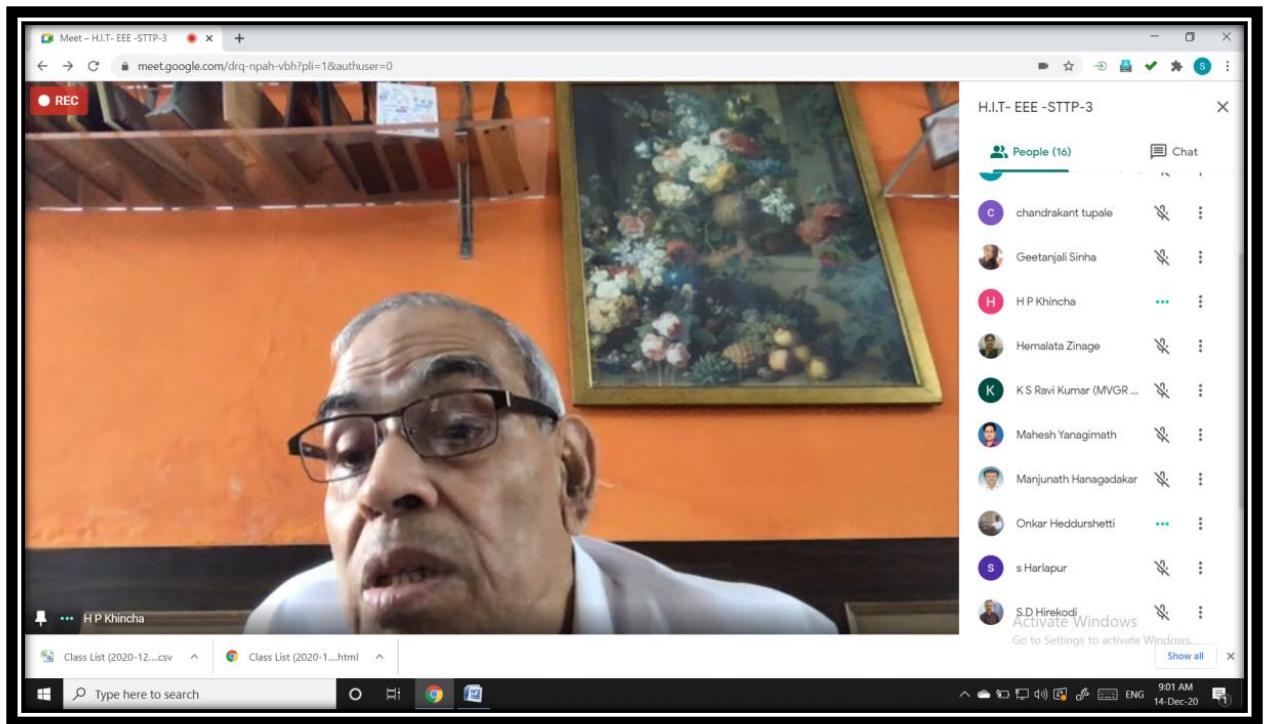 Meet – H.I.T- EEE -STTP-3
meet.google.com/drq-npah-vbh?pli=1&authuser=0
S
REC
H.I.T- EEE -STTP-3
People (16)
Chat
C chandrakant tupale
Geetanjali Sinha
H H P Khincha
Hemalata Zinage
K K S Ravi Kumar (MVGR ...
Mahesh Yanagimath
Manjunath Hanagadakar
Onkar Heddurshetti
S s Harlapur
S.D Hirekodi
Activate Windows
Go to Settings to activate Windows.
H P Khincha
Class List (2020-12....csv
Class List (2020-1....html
Show all
Type here to search
ENG
9:01 AM
14-Dec-20
1